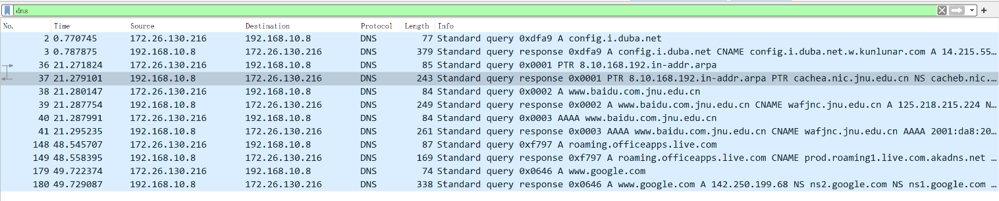 dns
No. Time Source Destination Protocol Length Info
2 0.770745 172.26.130.216 192.168.10.8 DNS 77 Standard query 0xdfa9 A config.i.duba.net
3 0.787875 192.168.10.8 172.26.130.216 DNS 379 Standard query response 0xdfa9 A config.i.duba.net CNAME config.i.duba.net.w.kunlunar.com A 14.215.55...
36 21.271824 172.26.130.216 192.168.10.8 DNS 85 Standard query 0x0001 PTR 8.10.168.192.in-addr.arpa
37 21.279101 192.168.10.8 172.26.130.216 DNS 243 Standard query response 0x0001 PTR 8.10.168.192.in-addr.arpa PTR cachea.nic.jnu.edu.cn NS cacheb.nic....
38 21.280147 172.26.130.216 192.168.10.8 DNS 84 Standard query 0x0002 A www.baidu.com.jnu.edu.cn
39 21.287754 192.168.10.8 172.26.130.216 DNS 249 Standard query response 0x0002 A www.baidu.com.jnu.edu.cn CNAME wafjnc.jnu.edu.cn A 125.218.215.224 N...
40 21.287991 172.26.130.216 192.168.10.8 DNS 84 Standard query 0x0003 AAAA www.baidu.com.jnu.edu.cn
41 21.295235 192.168.10.8 172.26.130.216 DNS 261 Standard query response 0x0003 AAAA www.baidu.com.jnu.edu.cn CNAME wafjnc.jnu.edu.cn AAAA 2001:da8:20...
148 48.545707 172.26.130.216 192.168.10.8 DNS 87 Standard query 0xf797 A roaming.officeapps.live.com
149 48.558395 192.168.10.8 172.26.130.216 DNS 169 Standard query response 0xf797 A roaming.officeapps.live.com CNAME prod.roaming1.live.com.akadns.net ...
179 49.722374 172.26.130.216 192.168.10.8 DNS 74 Standard query 0x0646 A www.google.com
180 49.729087 192.168.10.8 172.26.130.216 DNS 338 Standard query response 0x0646 A www.google.com A 142.250.199.68 NS ns2.google.com NS ns1.google.com ...